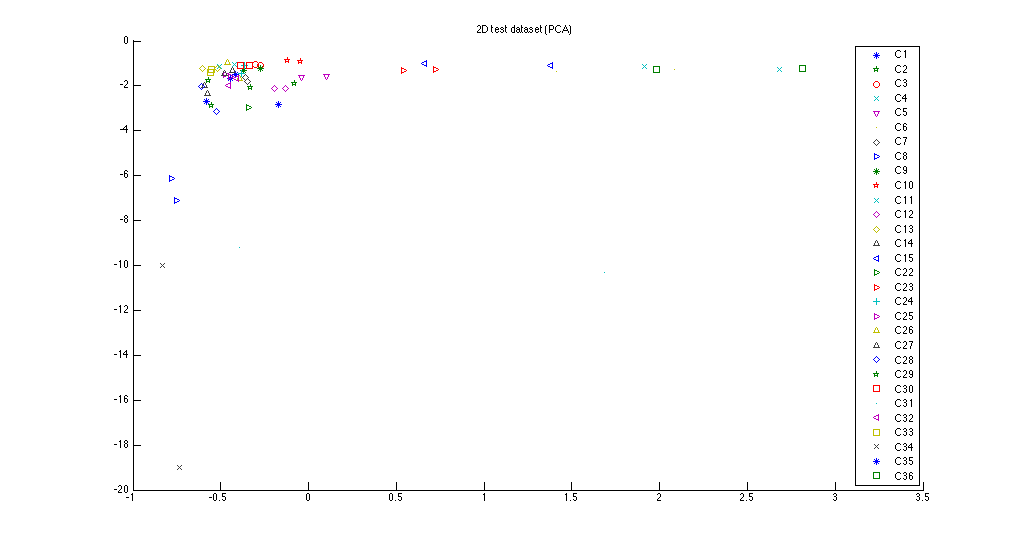 2D test dataset (PCA)
0
-2
-4
-6
-8
-10
-12
-14
-16
-18
-20
-1
-0.5
0
0.5
1
1.5
2
2.5
3
3.5
C1
C2
C3
C4
C5
C6
C7
C8
C9
C10
C11
C12
C13
C14
C15
C22
C23
C24
C25
C26
C27
C28
C29
C30
C31
C32
C33
C34
C35
C36